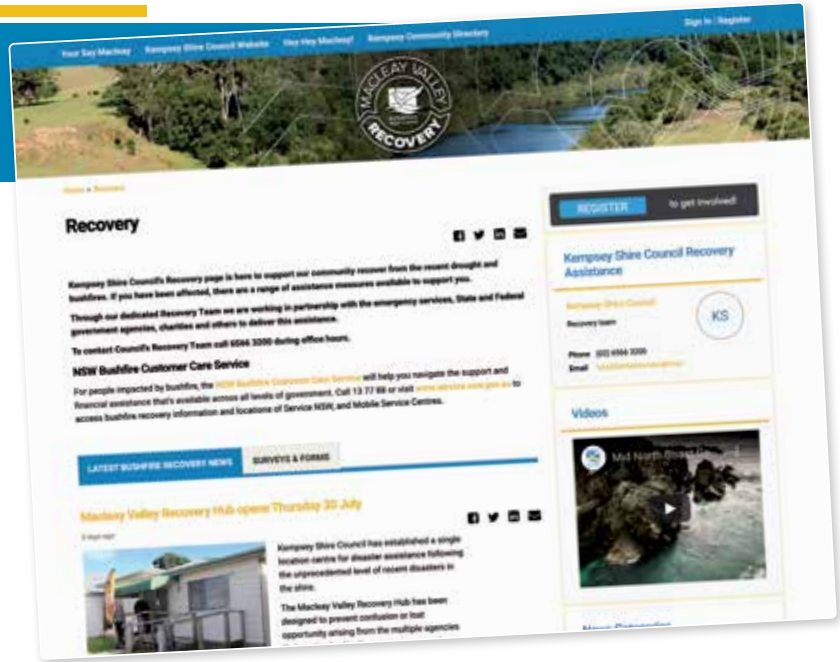 Your Say Macleay Kempsey Shire Council Website Hey Hey Macleay! Kempsey Community Directory
Sign In | Register
MACLEAY VALLEY
RECOVERY
Home » Recovery
Recovery
Kempsey Shire Council's Recovery page is here to support our community recover from the recent drought and
bushfires. If you have been affected, there are a range of assistance measures available to support you.
Through our dedicated Recovery Team we are working in partnership with the emergency services, State and Federal
government agencies, charities and others to deliver this assistance.
To contact Council's Recovery Team call 6566 3200 during office hours.
NSW Bushfire Customer Care Service
For people impacted by bushfire, the NSW Bushfire Customer Care Service will help you navigate the support and
financial assistance that's available across all levels of government. Call 13 77 88 or visit www.service.nsw.gov.au to
access bushfire recovery information and locations of Service NSW, and Mobile Service Centres.
LATEST BUSHFIRE RECOVERY NEWS
SURVEYS & FORMS
Macleay Valley Recovery Hub opens Thursday 30 July
days ago
Kempsey Shire Council has established a single
location centre for disaster assistance following
the unprecedented level of recent disasters in
the shire.
The Macleay Valley Recovery Hub has been
designed to prevent confusion or lost
opportunity arising from the multiple agencies
REGISTER to get involved!
Kempsey Shire Council Recovery
Assistance
Kempsey Shire Council
Recovery team
KS
Phone (02) 6566 3200
Email
Videos
Mid North Coast
News Categories